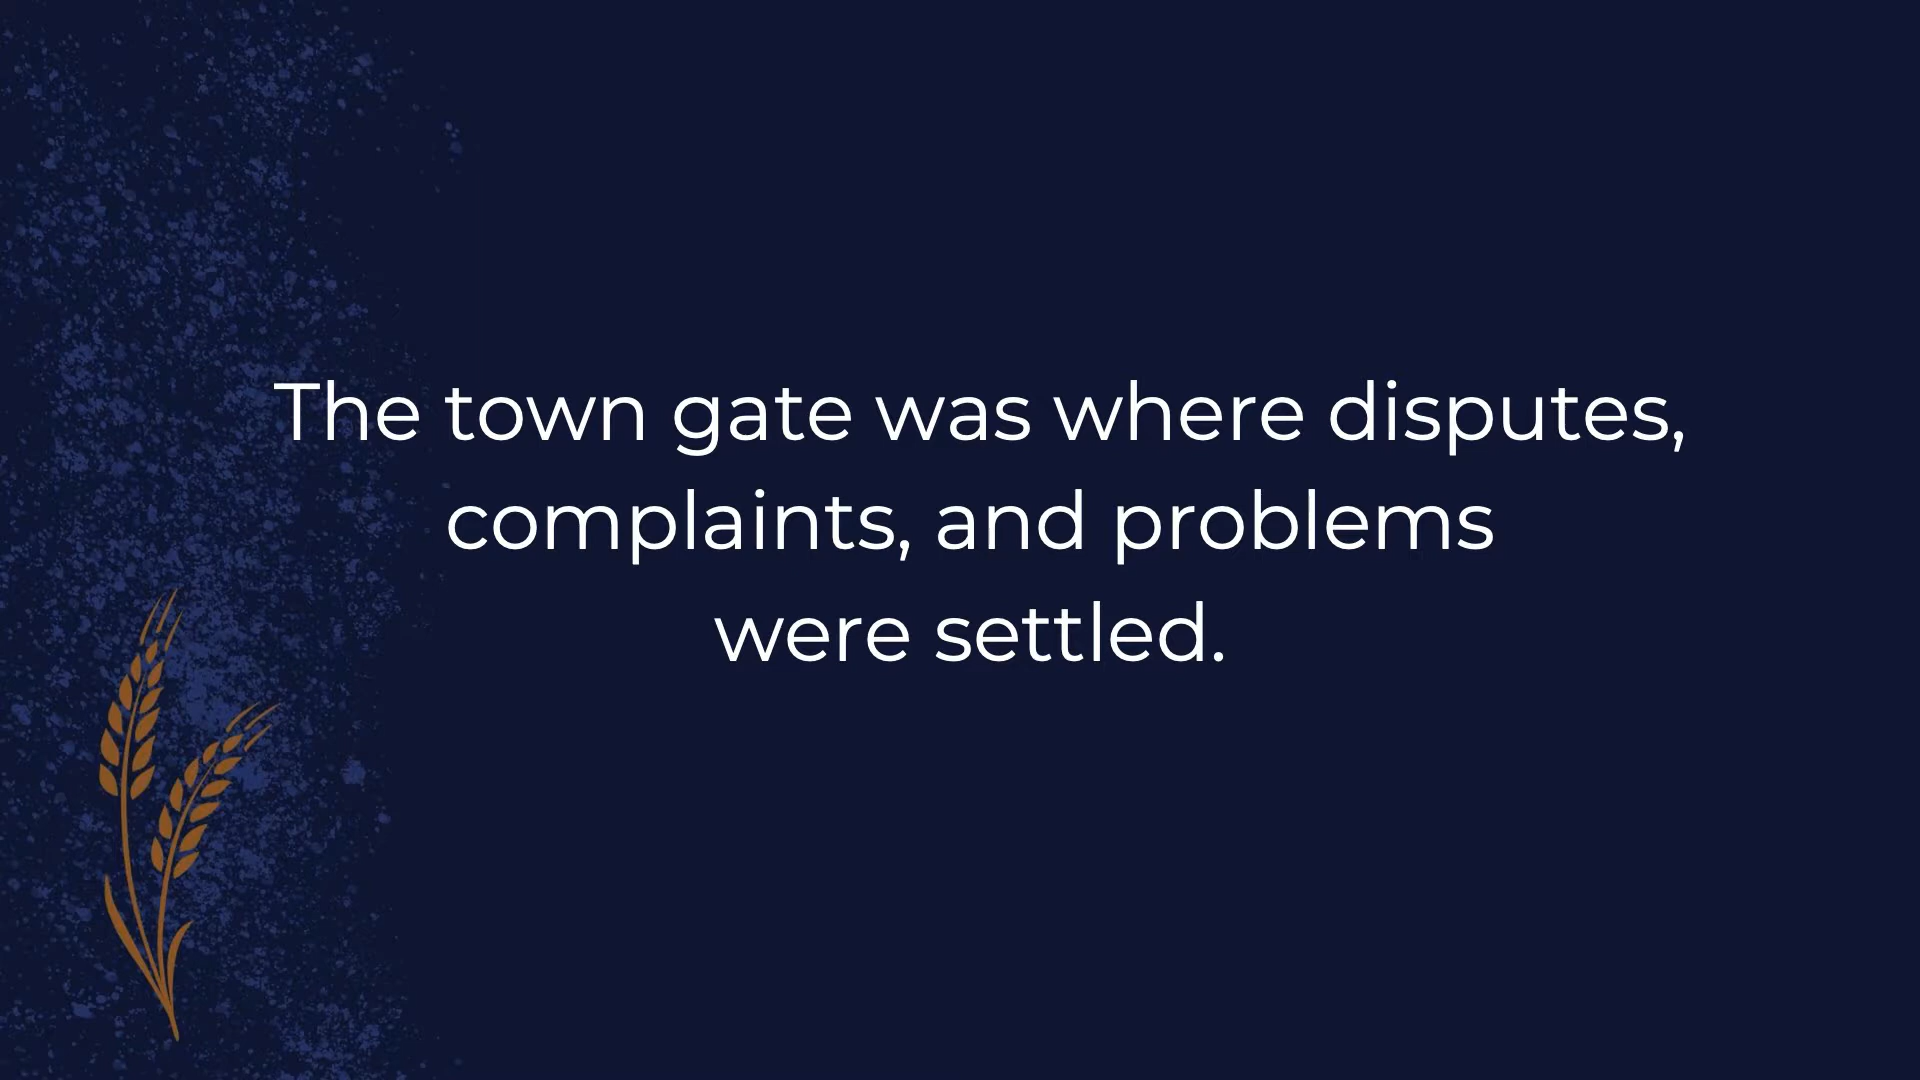 The town gate was where disputes,
complaints, and problems
were settled.